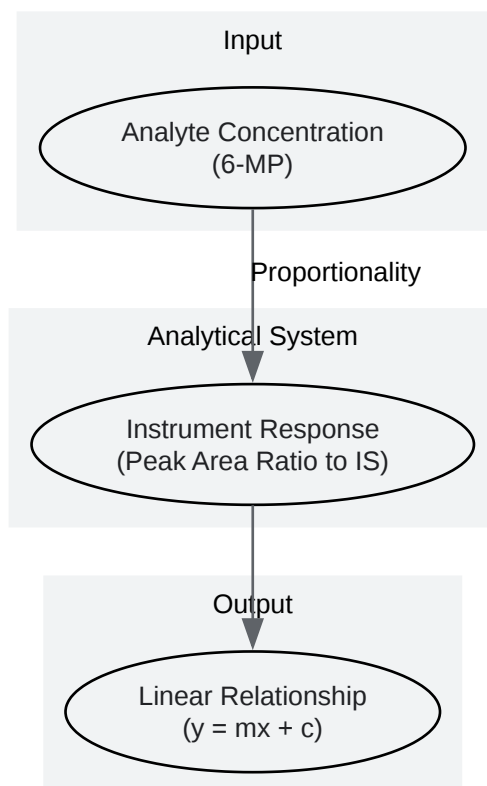 Input
Analyte Concentration
(6-MP)
Proportionality
Analytical System
Instrument Response
(Peak Area Ratio to IS)
Output
Linear Relationship
(y = mx + c)